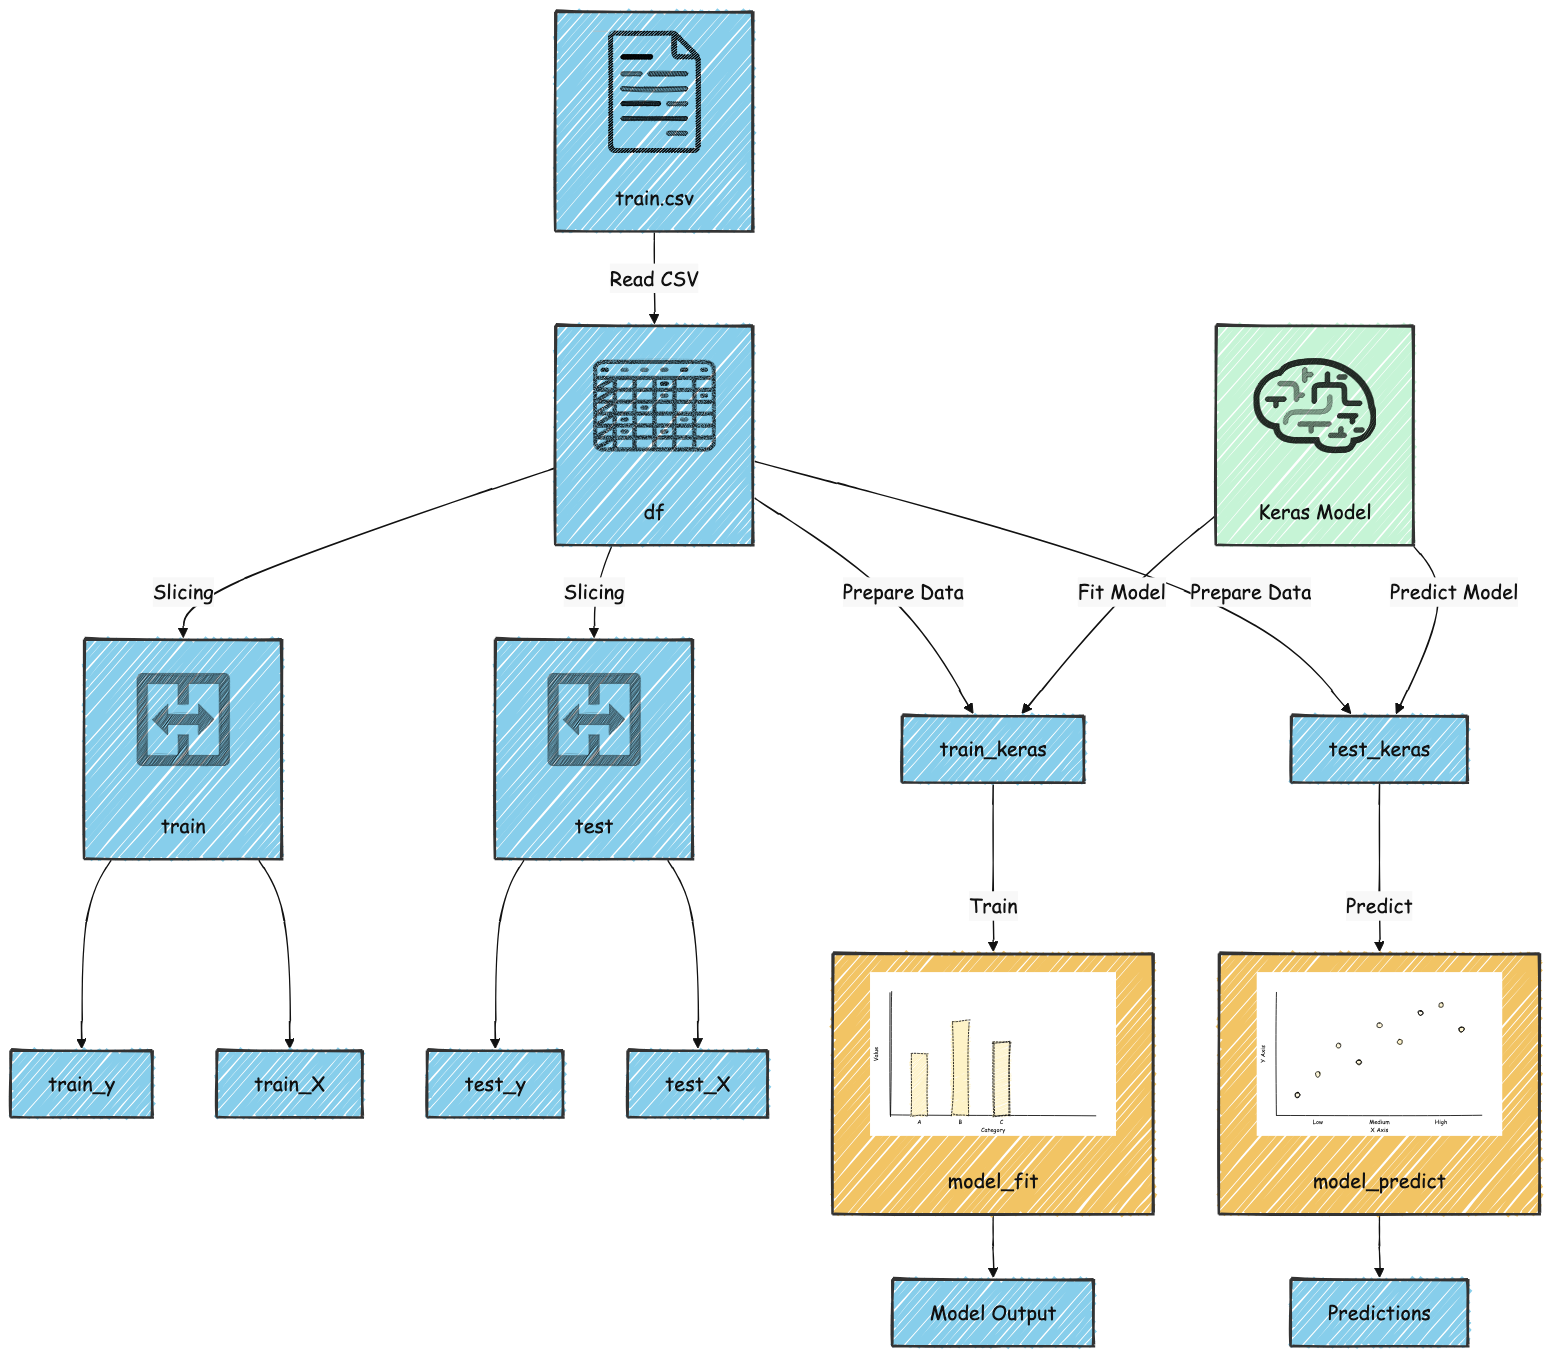 train.csv
Read CSV
df
Keras Model
Slicing
Slicing
Prepare Data
Fit Model
Prepare Data
Predict Model
train
test
train_keras
test_keras
Train
Predict
train_y
train_X
test_y
test_X
Value
A
B
C
Category
model_fit
Y Axis
Low
Medium
High
X Axis
model_predict
Model Output
Predictions